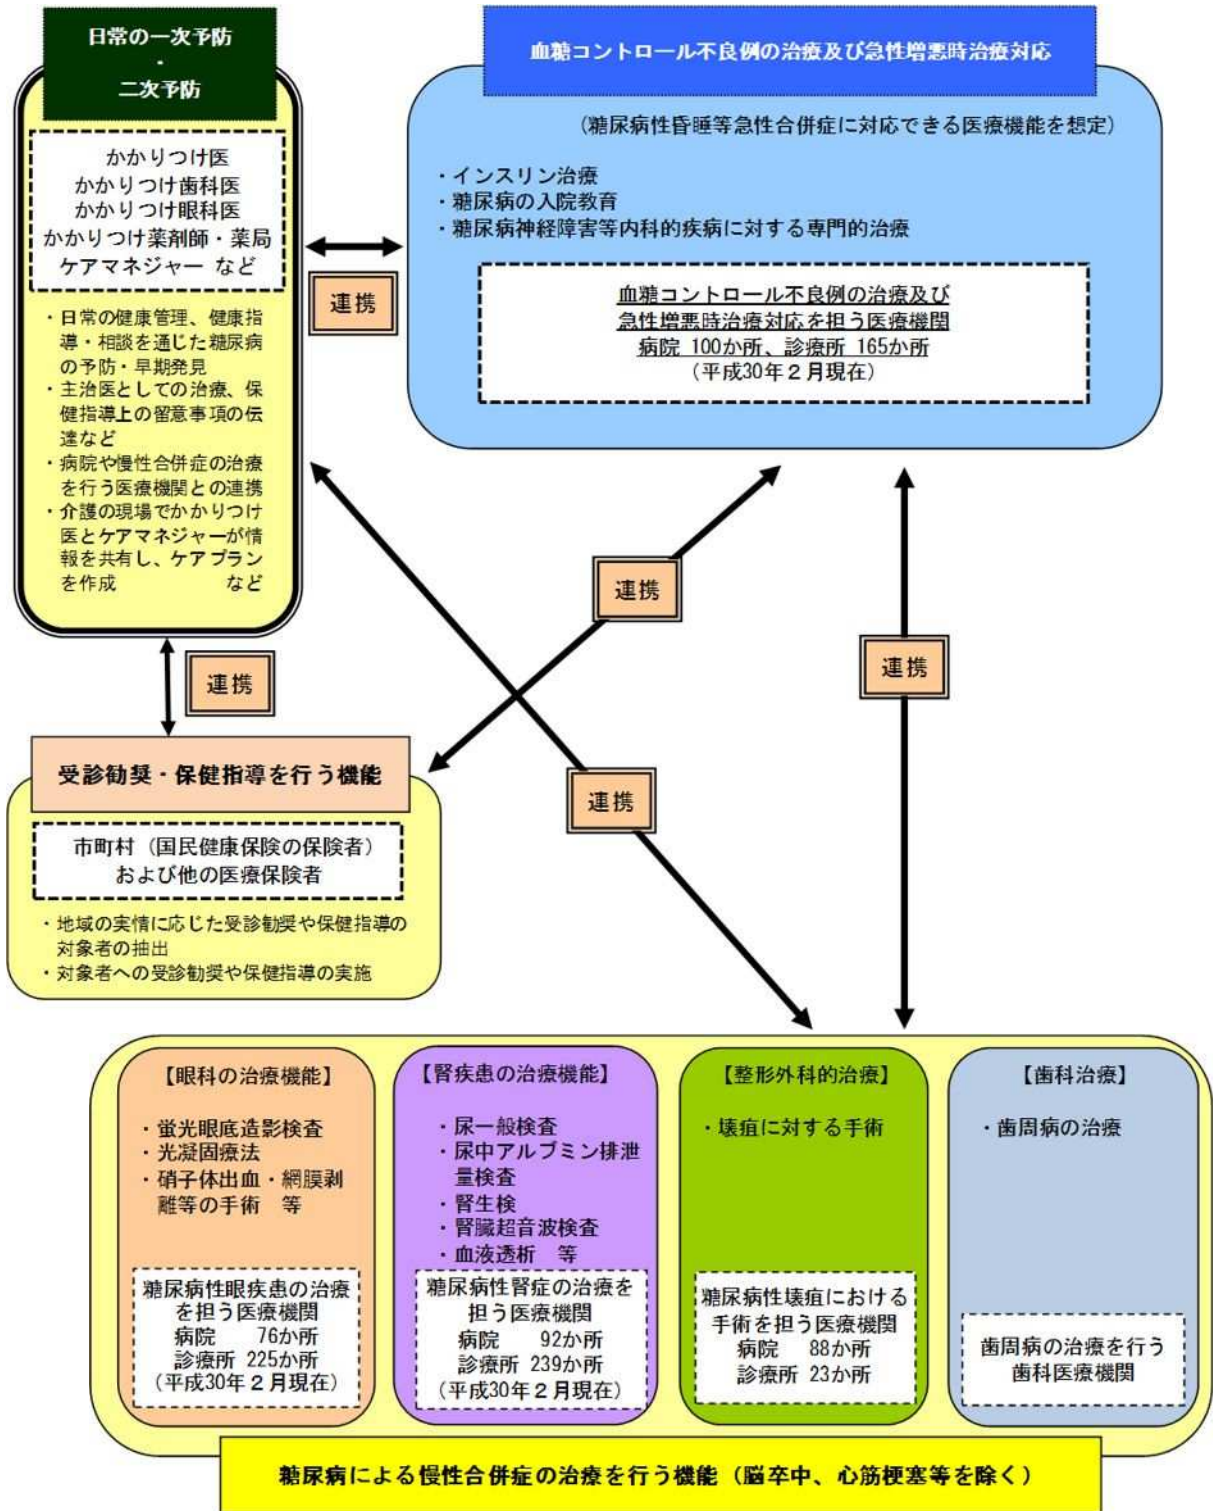 日常の一次予防
・
二次予防
かかりつけ医
かかりつけ歯科医
かかりつけ眼科医
かかりつけ薬剤師・薬局
ケアマネジャー など
・日常の健康管理、健康指
導・相談を通じた糖尿病
の予防・早期発見
・主治医としての治療、保
健指導上の留意事項の伝
達など
・病院や慢性合併症の治療
を行う医療機関との連携
・介護の現場でかかりつけ
医とケアマネジャーが情
報を共有し、ケアプラン
を作成 など
連携
血糖コントロール不良例の治療及び急性増悪時治療対応
（糖尿病性昏睡等急性合併症に対応できる医療機能を想定）
・インスリン治療
・糖尿病の入院教育
・糖尿病神経障害等内科的疾病に対する専門的治療
血糖コントロール不良例の治療及び
急性増悪時治療対応を担う医療機関
病院 100か所、診療所 165か所
（平成30年２月現在）
連携
連携
連携
連携
受診勧奨・保健指導を行う機能
市町村（国民健康保険の保険者）
および他の医療保険者
・地域の実情に応じた受診勧奨や保健指導の
対象者の抽出
・対象者への受診勧奨や保健指導の実施
【眼科の治療機能】
・蛍光眼底造影検査
・光凝固療法
・硝子体出血・網膜剥
離等の手術 等
糖尿病性眼疾患の治療
を担う医療機関
病院 76か所
診療所 225か所
（平成30年２月現在）
【腎疾患の治療機能】
・尿一般検査
・尿中アルブミン排泄
量検査
・腎生検
・腎臓超音波検査
・血液透析 等
糖尿病性腎症の治療を
担う医療機関
病院 92か所
診療所 239か所
（平成30年２月現在）
【整形外科的治療】
・壊疽に対する手術
糖尿病性壊疽における
手術を担う医療機関
病院 88か所
診療所 23か所
【歯科治療】
・歯周病の治療
歯周病の治療を行う
歯科医療機関
糖尿病による慢性合併症の治療を行う機能（脳卒中、心筋梗塞等を除く）